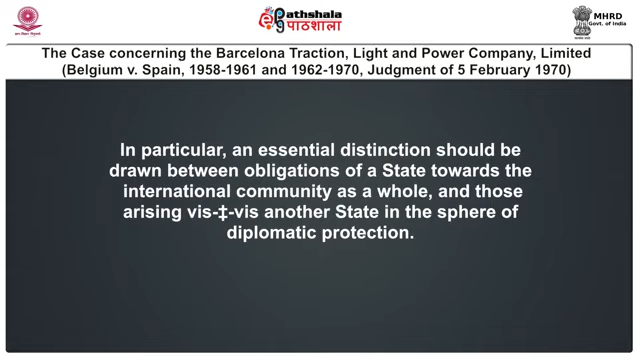 ePathshala
पाठशाला
MHRD
Govt. of India
The Case concerning the Barcelona Traction, Light and Power Company, Limited
(Belgium v. Spain, 1958-1961 and 1962-1970, Judgment of 5 February 1970)
In particular, an essential distinction should be
drawn between obligations of a State towards the
international community as a whole, and those
arising vis-‡-vis another State in the sphere of
diplomatic protection.